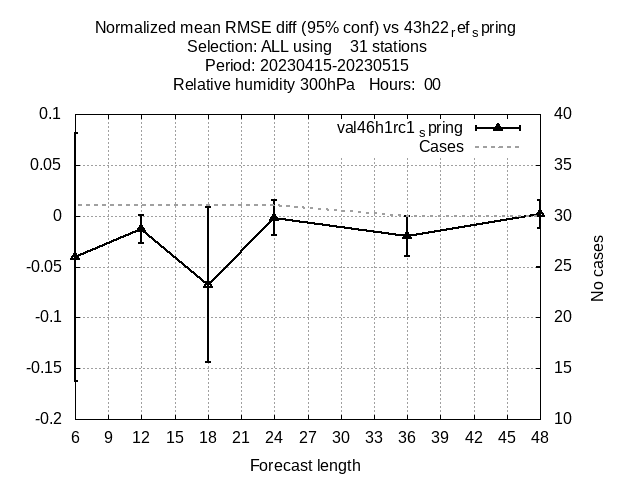 Normalized mean RMSE diff (95% conf) vs 43h22refspring
Selection: ALL using 31 stations
Period: 20230415-20230515
Relative humidity 300hPa Hours: 00
0.1 40
val46h1rc1spring
Cases
0.05 35
0 30
-0.05 25
No cases
-0.1 20
-0.15 15
-0.2 10
6 9 12 15 18 21 24 27 30 33 36 39 42 45 48
Forecast length